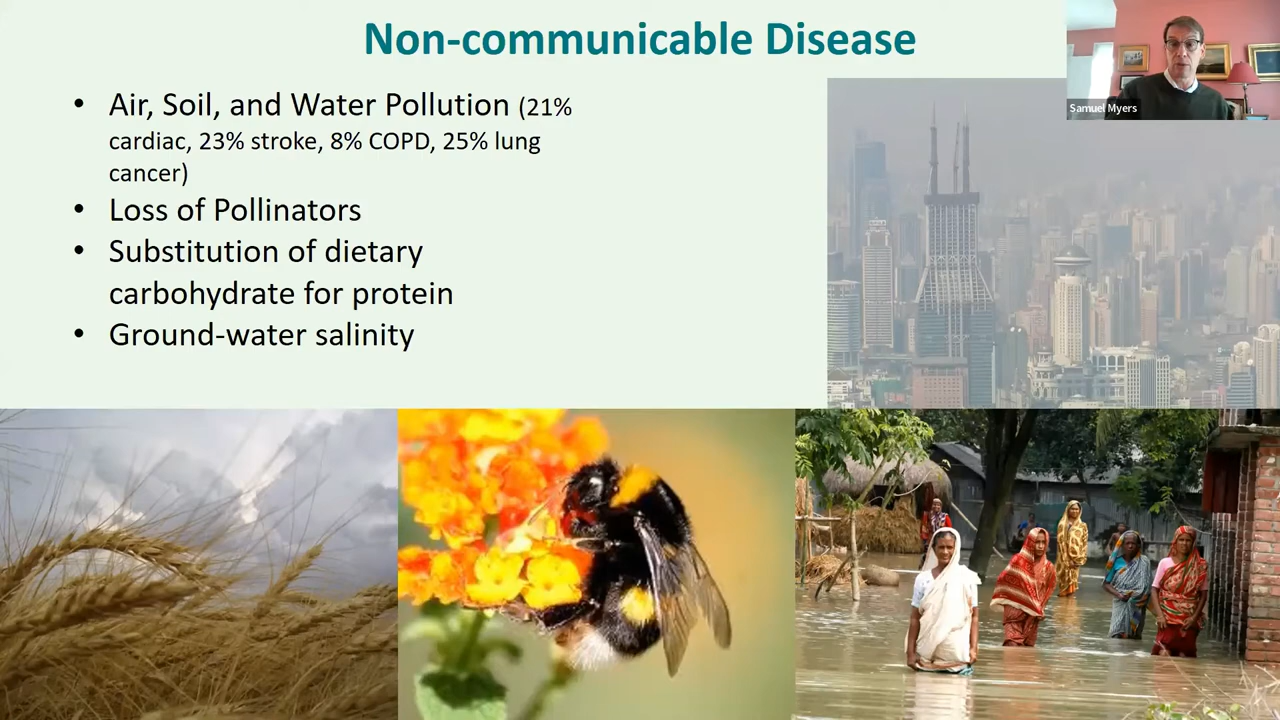 Non-communicable Disease
Samuel Myers
• Air, Soil, and Water Pollution (21%
cardiac, 23% stroke, 8% COPD, 25% lung
cancer)
• Loss of Pollinators
• Substitution of dietary
carbohydrate for protein
• Ground-water salinity